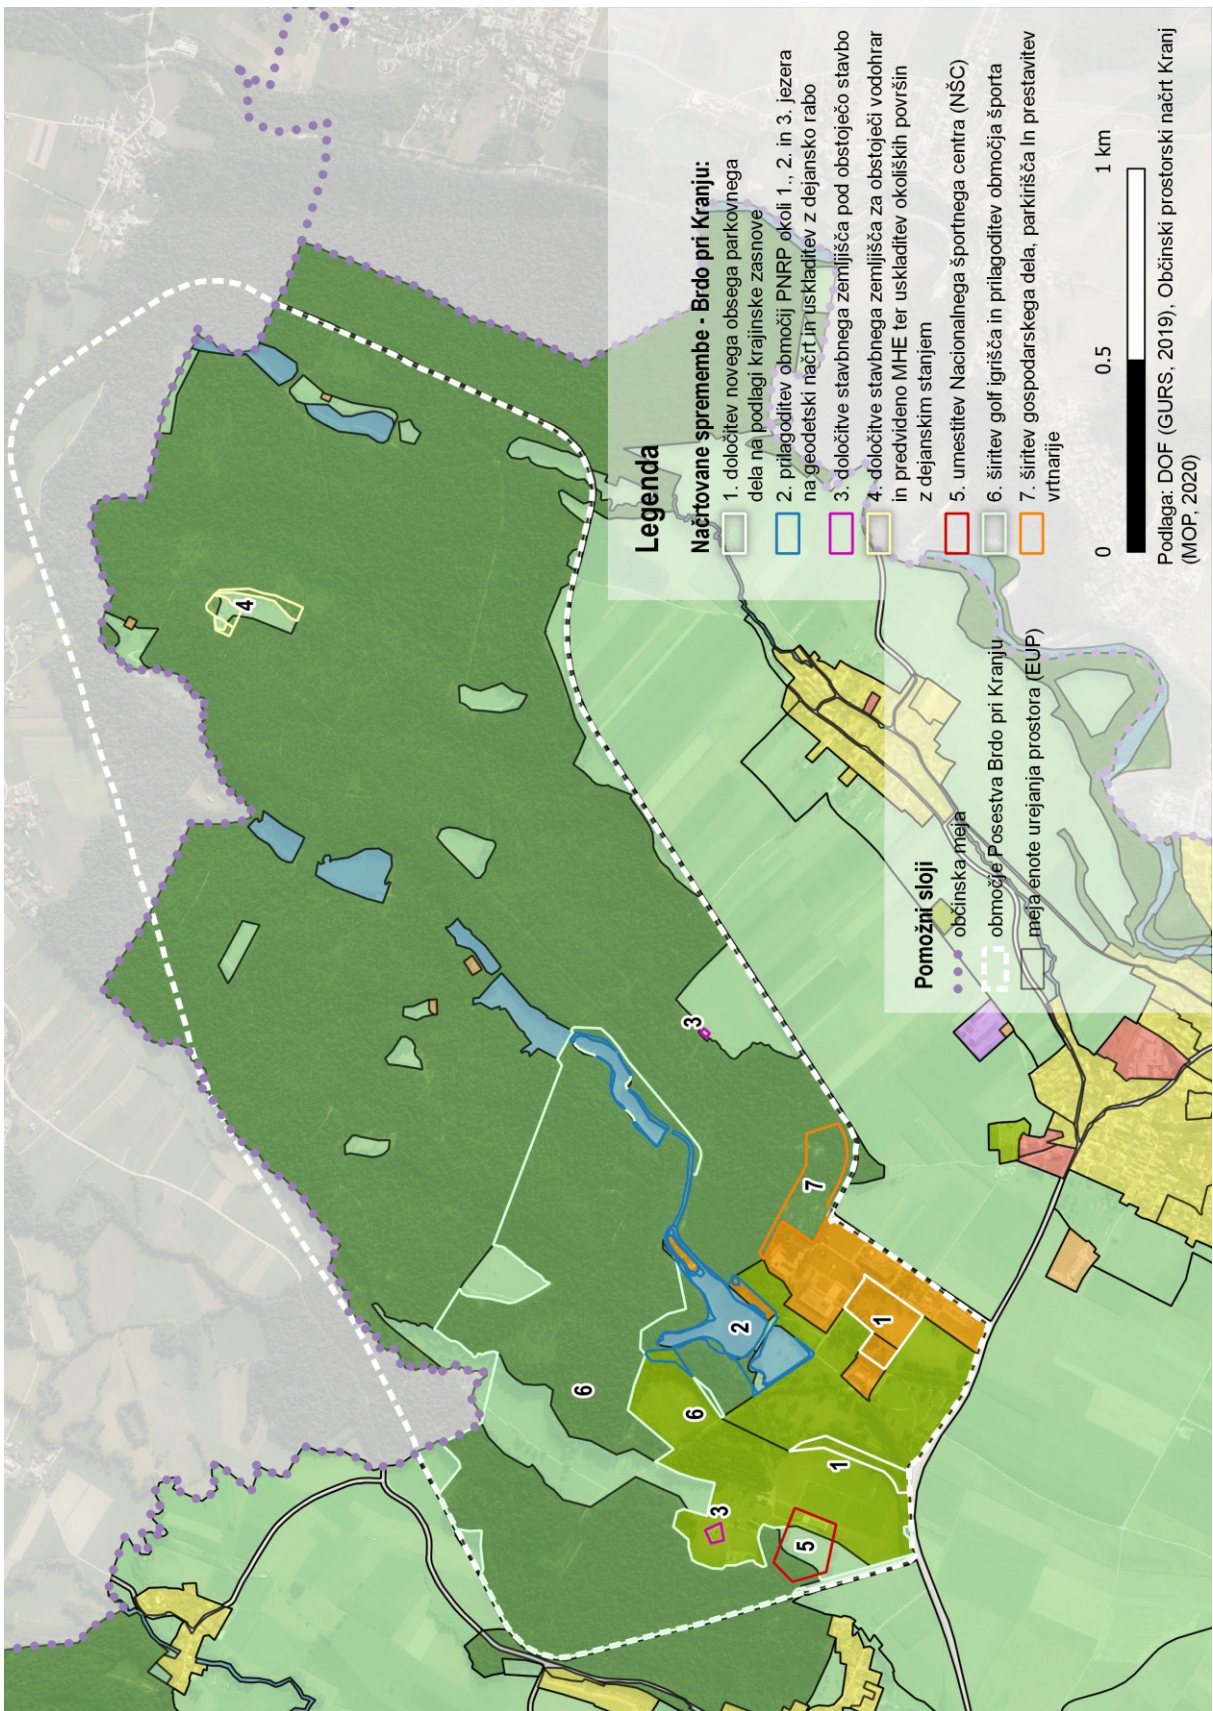 Legenda
Načrtovane spremembe - Brdo pri Kranju:
1. določitev novega obsega parkovnega
dela na podlagi krajinske zasnove
2. prilagoditev območij PNRP okoli 1., 2. in 3. jezera
na geodetski načrt in uskladitev z dejansko rabo
3. določitve stavbnega zemljišča pod obstoječo stavbo
4. določitve stavbnega zemljišča za obstoječi vodohrar
in predvideno MHE ter uskladitev okoliških površin
z dejanskim stanjem
5. umestitev Nacionalnega športnega centra (NŠC)
6. širitev golf igrišča in prilagoditev območja športa
7. širitev gospodarskega dela, parkirišča In prestavitev
vrtnarije
0 0.5 1 km
Podlaga: DOF (GURS, 2019), Občinski prostorski načrt Kranj
(MOP, 2020)
Pomožni sloji
občinska meja
območje Posestva Brdo pri Kranju
meja enote urejanja prostora (EUP)
4
3
7
2
1
6
6
1
3
5